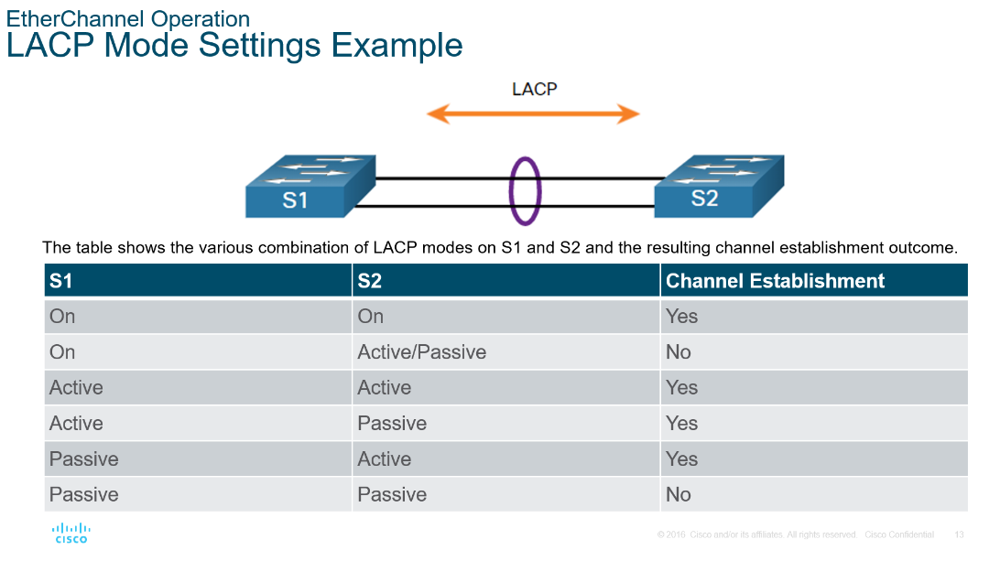 EtherChannel Operation
LACP Mode Settings Example
LACP
S1
S2
The table shows the various combination of LACP modes on S1 and S2 and the resulting channel establishment outcome.
S1 S2 Channel Establishment
On On Yes
On Active/Passive No
Active Active Yes
Active Passive Yes
Passive Active Yes
Passive Passive No
CISCO
© 2016 Cisco and/or its affiliates. All rights reserved. Cisco Confidential 13